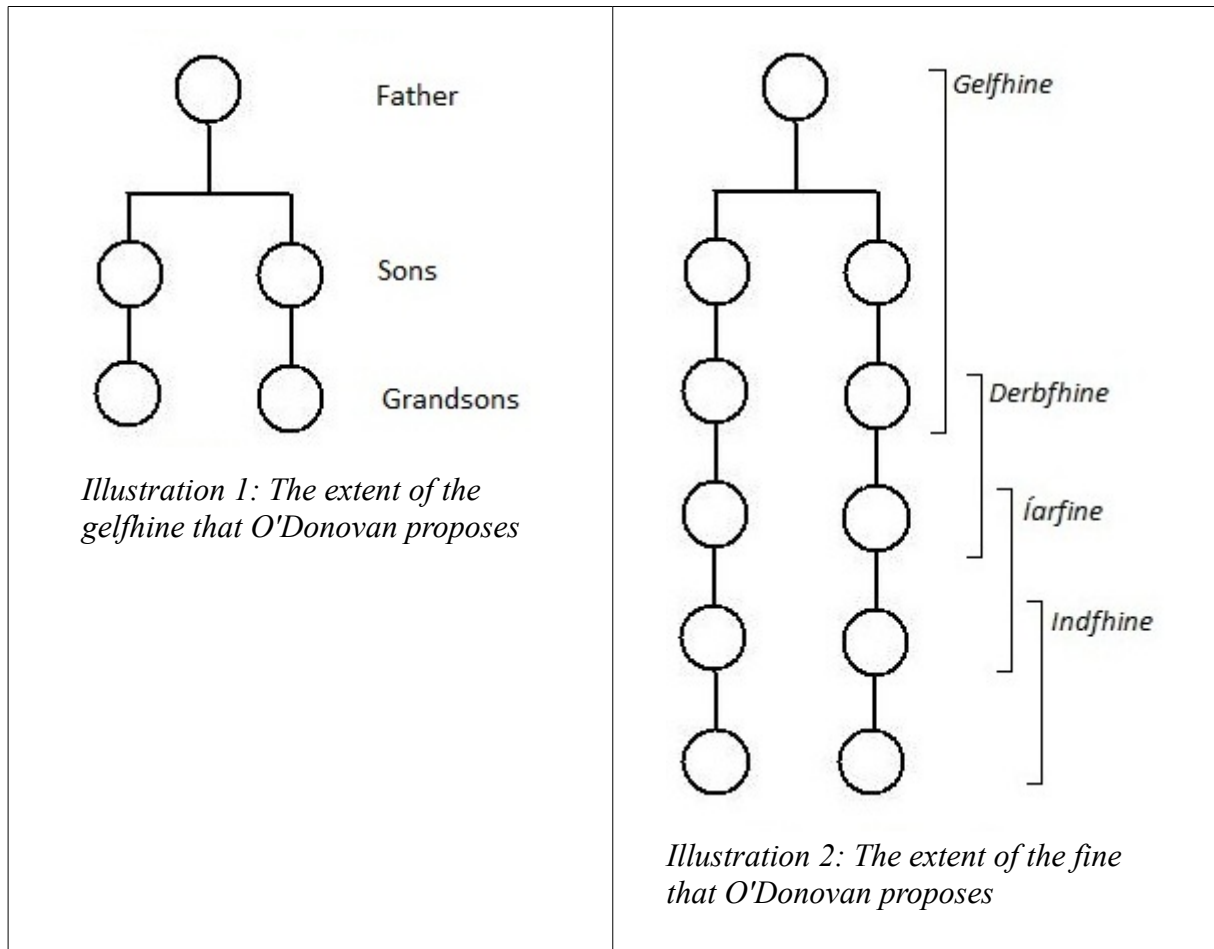 Father
Sons
Grandsons
Illustration 1: The extent of the
gelfhine that O'Donovan proposes
Gelfhine
Derbfhine
íarfine
Indfhine
Illustration 2: The extent of the fine
that O'Donovan proposes